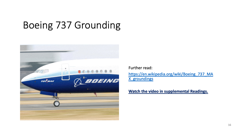 Boeing 737 Grounding
BOEING
Further read:
https://en.wikipedia.org/wiki/Boeing_737_MA
X_groundings
Watch the video in supplemental Readings.